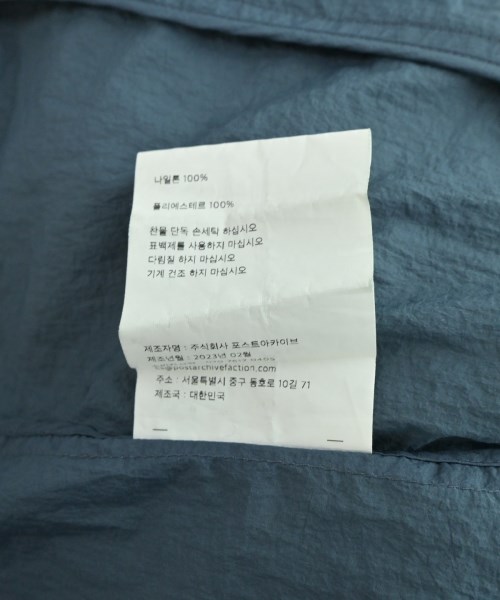 나일론 100%
폴리에스테르 100%
찬물 단독 손세탁 하십시오
표백제를 사용하지 마십시오
다림질 하지 마십시오
기계 건조 하지 마십시오
제조자명 : 주식회사 포스트아카이브
제조년월 : 2023년 02월
@postarchivefaction.com
주소 : 서울특별시 중구 동호로 10길 71
제조국 : 대한민국